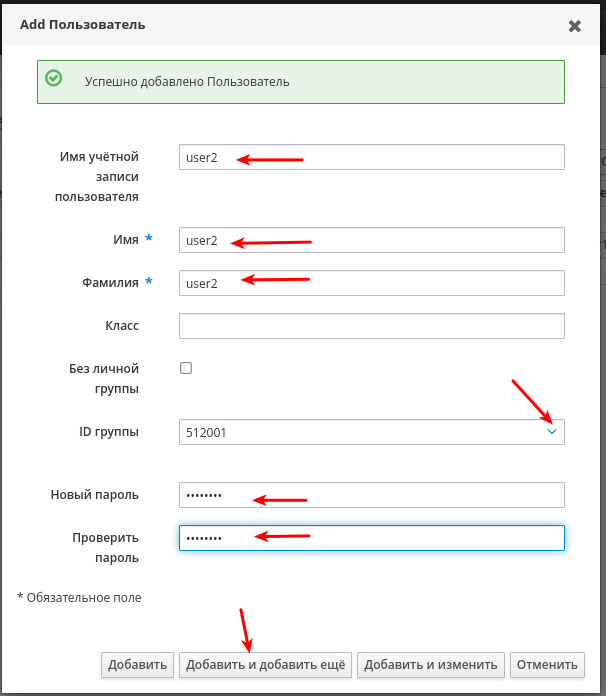 Add Пользователь
Успешно добавлено Пользователь
Имя учётной
записи
пользователя
user2
Имя *
user2
Фамилия *
user2
Класс
Без личной
группы
ID группы
512001
Новый пароль
••••••••
Проверить
пароль
••••••••
* Обязательное поле
Добавить
Добавить и добавить ещё
Добавить и изменить
Отменить